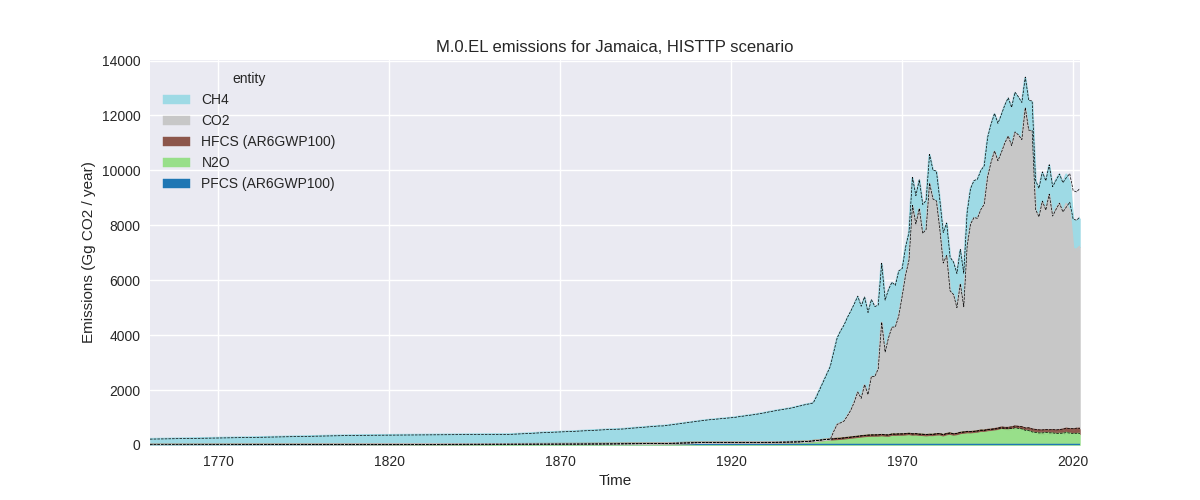 M.0.EL emissions for Jamaica, HISTTP scenario
Emissions (Gg CO2 / year)
14000
12000
10000
8000
6000
4000
2000
0
entity
CH4
CO2
HFCS (AR6GWP100)
N2O
PFCS (AR6GWP100)
1770 1820 1870 1920 1970 2020
Time